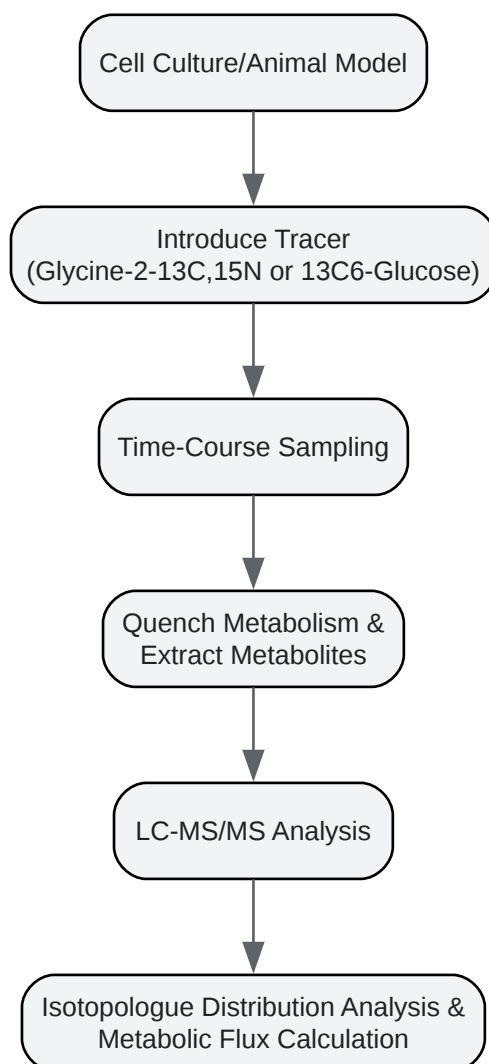 Cell Culture/Animal Model
Introduce Tracer
(Glycine-2-13C,15N or 13C6-Glucose)
Time-Course Sampling
Quench Metabolism &
Extract Metabolites
LC-MS/MS Analysis
Isotopologue Distribution Analysis &
Metabolic Flux Calculation